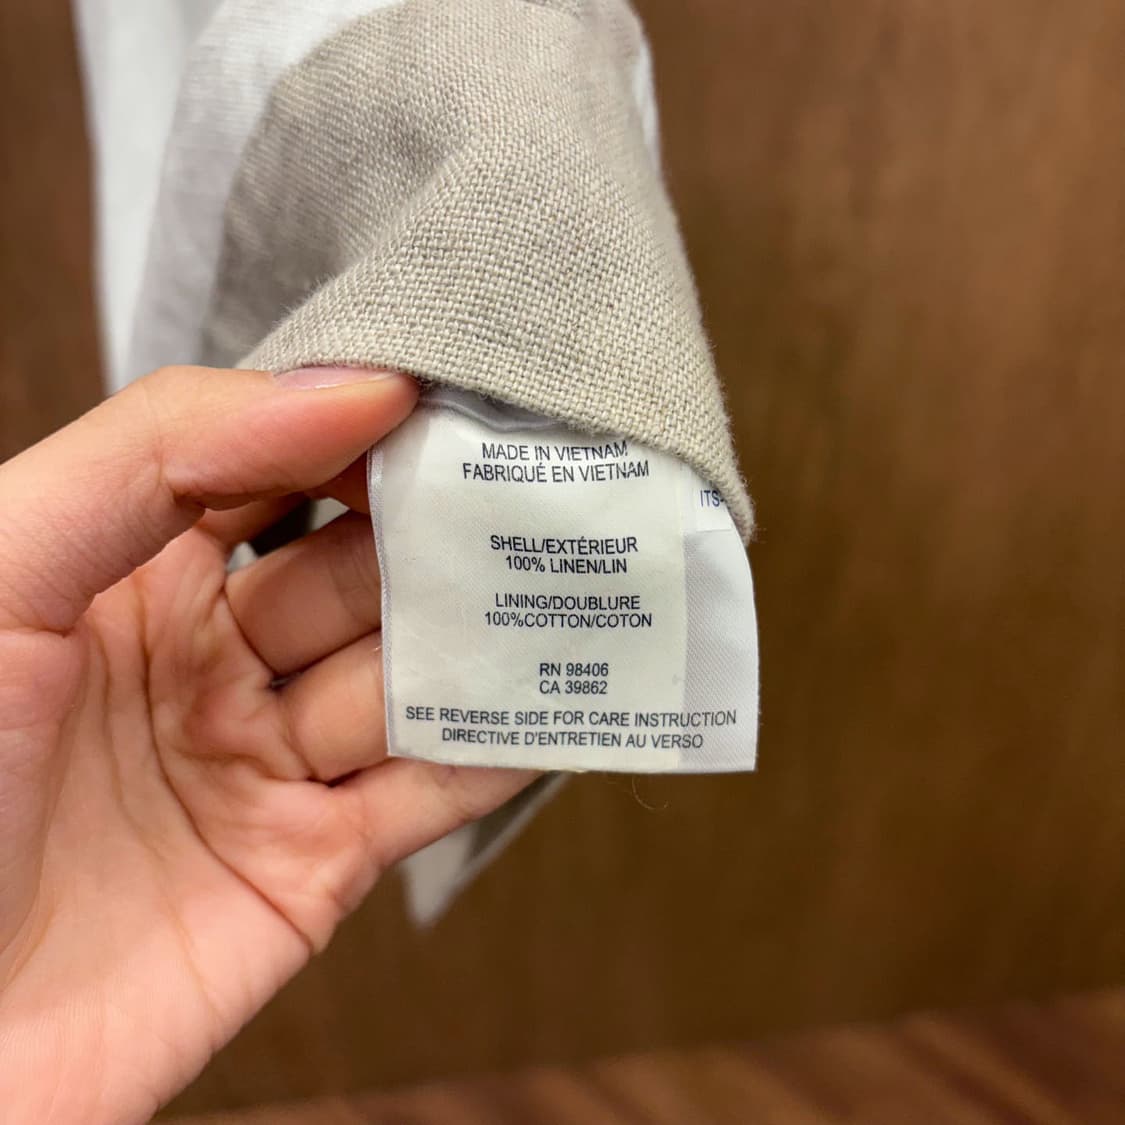 MADE IN VIETNAM
FABRIQUÉ EN VIETNAM
ITS-
SHELL/EXTÉRIEUR
100% LINEN/LIN
LINING/DOUBLURE
100%COTTON/COTON
RN 98406
CA 39862
SEE REVERSE SIDE FOR CARE INSTRUCTION
DIRECTIVE D'ENTRETIEN AU VERSO